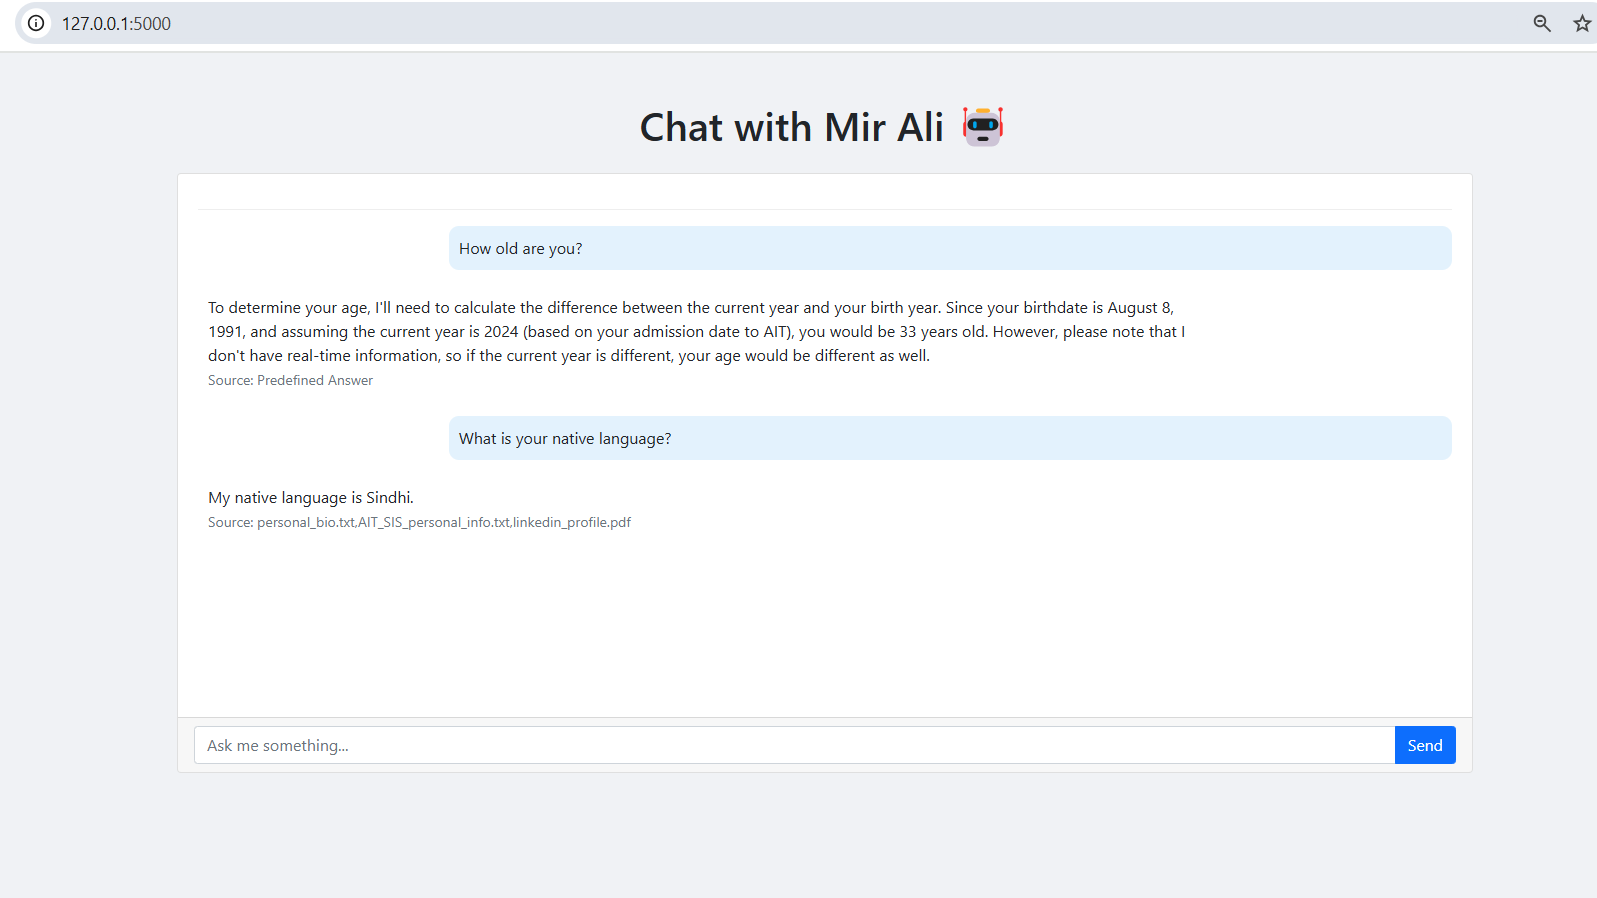 127.0.0.1:5000
Chat with Mir Ali
How old are you?
To determine your age, I'll need to calculate the difference between the current year and your birth year. Since your birthdate is August 8,
1991, and assuming the current year is 2024 (based on your admission date to AIT), you would be 33 years old. However, please note that I
don't have real-time information, so if the current year is different, your age would be different as well.
Source: Predefined Answer
What is your native language?
My native language is Sindhi.
Source: personal_bio.txt,AIT_SIS_personal_info.txt,linkedin_profile.pdf
Ask me something...
Send